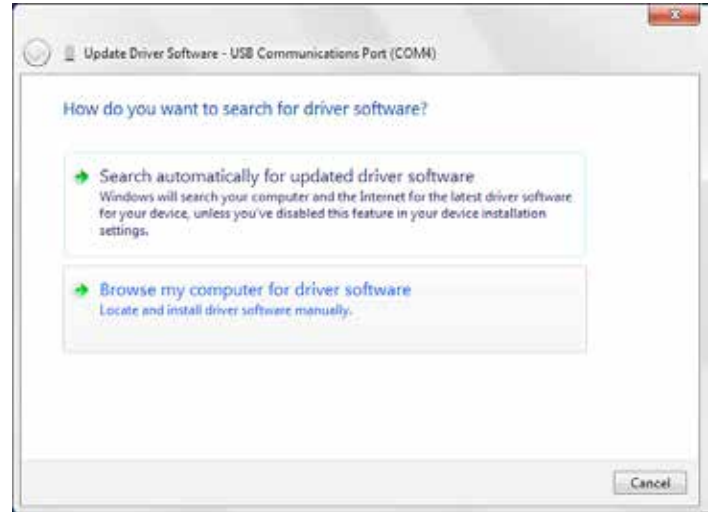 Update Driver Software - USB Communications Port (COM4)
How do you want to search for driver software?
Search automatically for updated driver software
Windows will search your computer and the Internet for the latest driver software
for your device, unless you've disabled this feature in your device installation
settings.
Browse my computer for driver software
Locate and install driver software manually.
Cancel